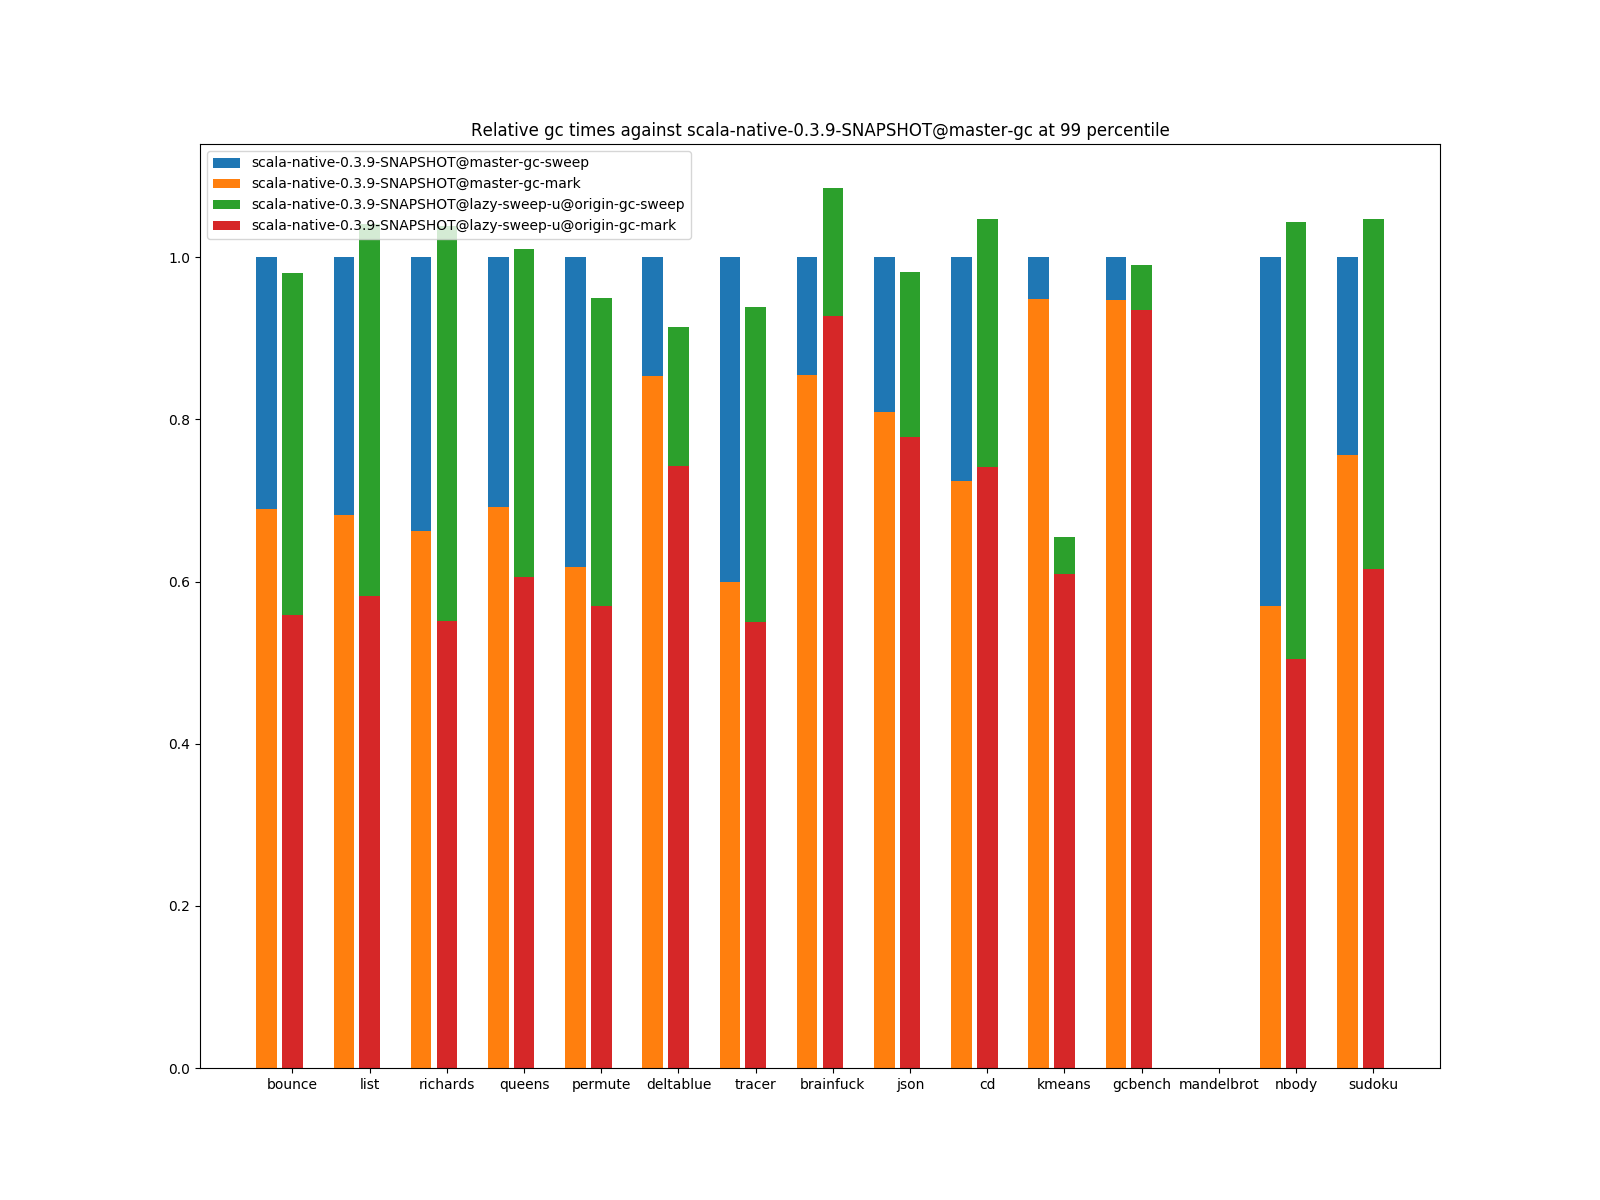 Relative gc times against scala-native-0.3.9-SNAPSHOT@master-gc at 99 percentile
scala-native-0.3.9-SNAPSHOT@master-gc-sweep
scala-native-0.3.9-SNAPSHOT@master-gc-mark
scala-native-0.3.9-SNAPSHOT@lazy-sweep-u@origin-gc-sweep
scala-native-0.3.9-SNAPSHOT@lazy-sweep-u@origin-gc-mark
1.0
0.8
0.6
0.4
0.2
0.0
bounce list richards queens permute deltablue tracer brainfuck json cd kmeans gcbench mandelbrot nbody sudoku